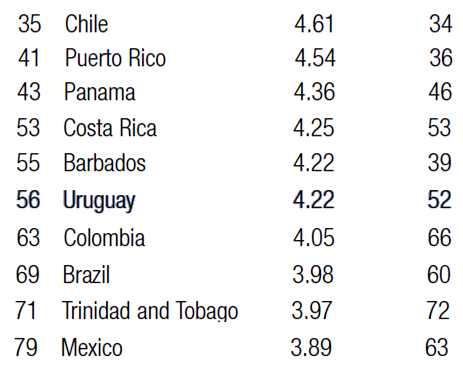 35 Chile 4.61 34
41 Puerto Rico 4.54 36
43 Panama 4.36 46
53 Costa Rica 4.25 53
55 Barbados 4.22 39
56 Uruguay 4.22 52
63 Colombia 4.05 66
69 Brazil 3.98 60
71 Trinidad and Tobago 3.97 72
79 Mexico 3.89 63